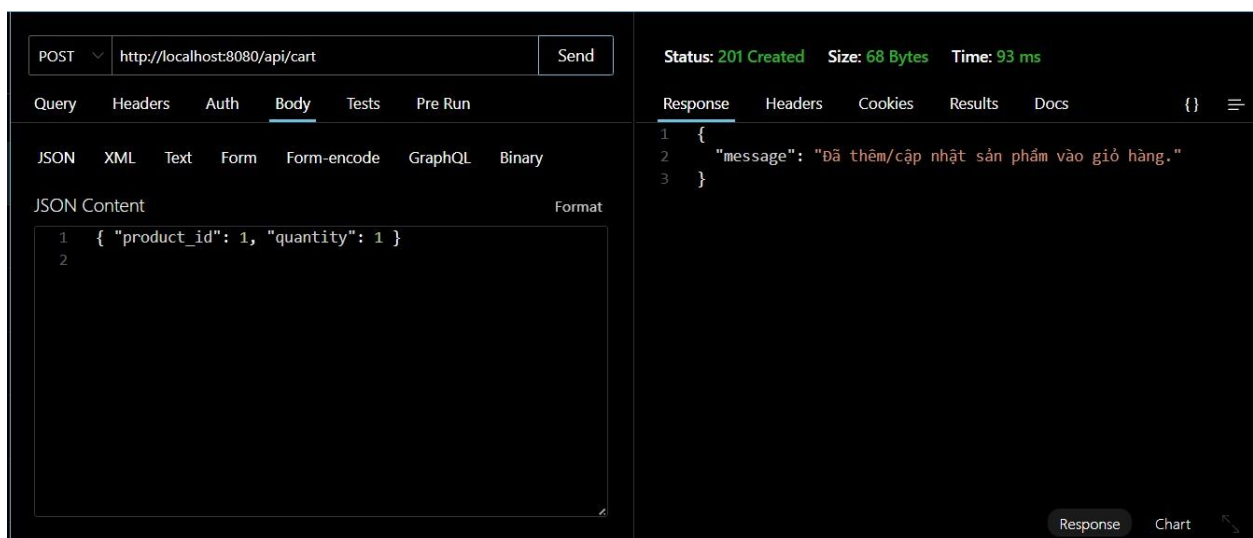 POST http://localhost:8080/api/cart Send
Query Headers Auth Body Tests Pre Run
JSON XML Text Form Form-encode GraphQL Binary
JSON Content Format
1 { "product_id": 1, "quantity": 1 }
2
Status: 201 Created Size: 68 Bytes Time: 93 ms
Response Headers Cookies Results Docs {}
1 {
2 "message": "Đã thêm/cập nhật sản phẩm vào giỏ hàng."
3 }
Response Chart